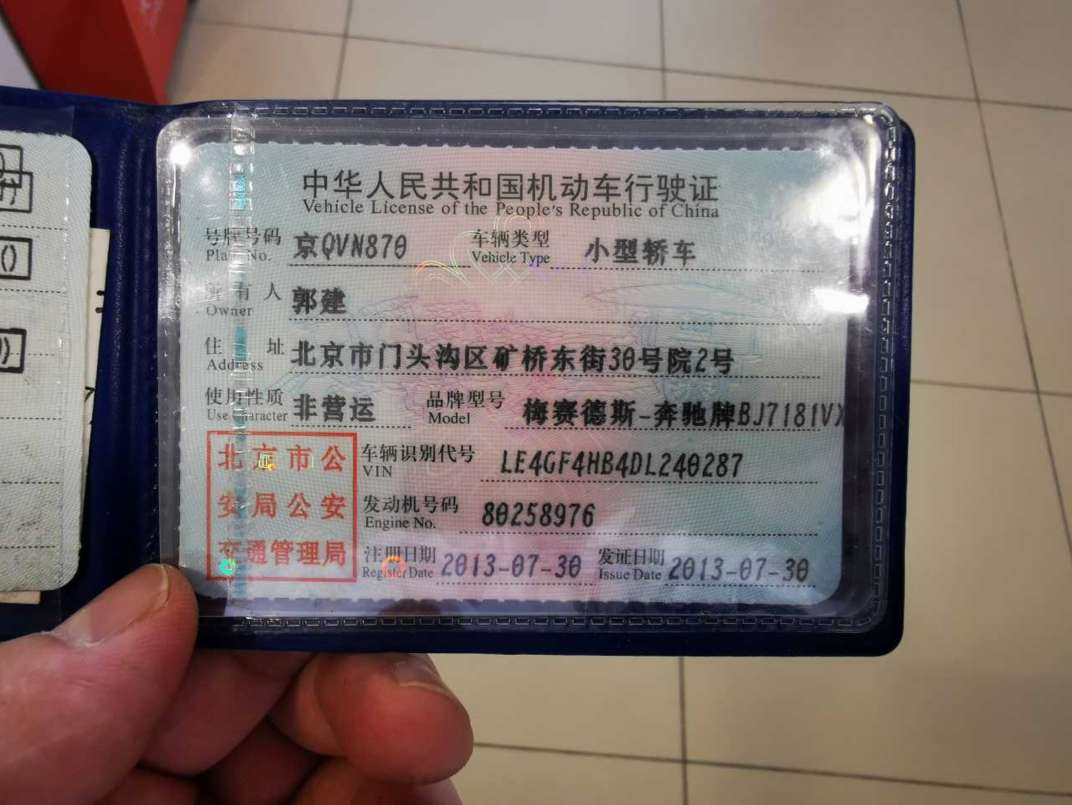 中华人民共和国机动车行驶证
Vehicle License of the People's Republic of China
号牌号码 京QVN870 车辆类型 小型轿车
Plate No. Vehicle Type
所有人 郭建
Owner
住址 北京市门头沟区矿桥东街30号院2号
Address
使用性质 非营运 品牌型号 梅赛德斯-奔驰牌BJ7181VX
Use Character Model
北京市公 车辆识别代号 LE4GF4HB4DL240287
VIN
安局公安 发动机号码 80258976
Engine No.
交通管理局 注册日期 2013-07-30 发证日期 2013-07-30
Register Date Issue Date